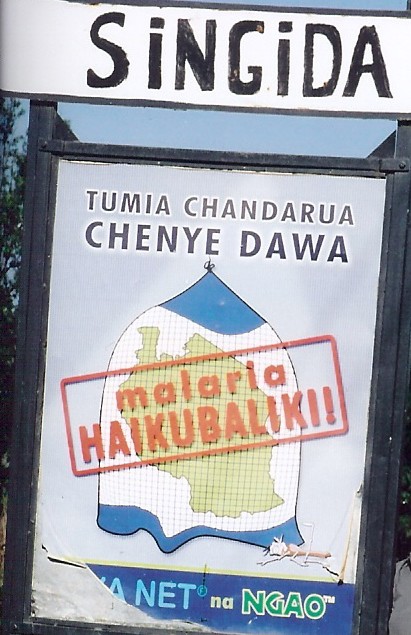 SiNGiDA
TUMIA CHANDARUA
CHENYE DAWA
malaria
HAIKUBALIKI!!
NET® na NGAO™